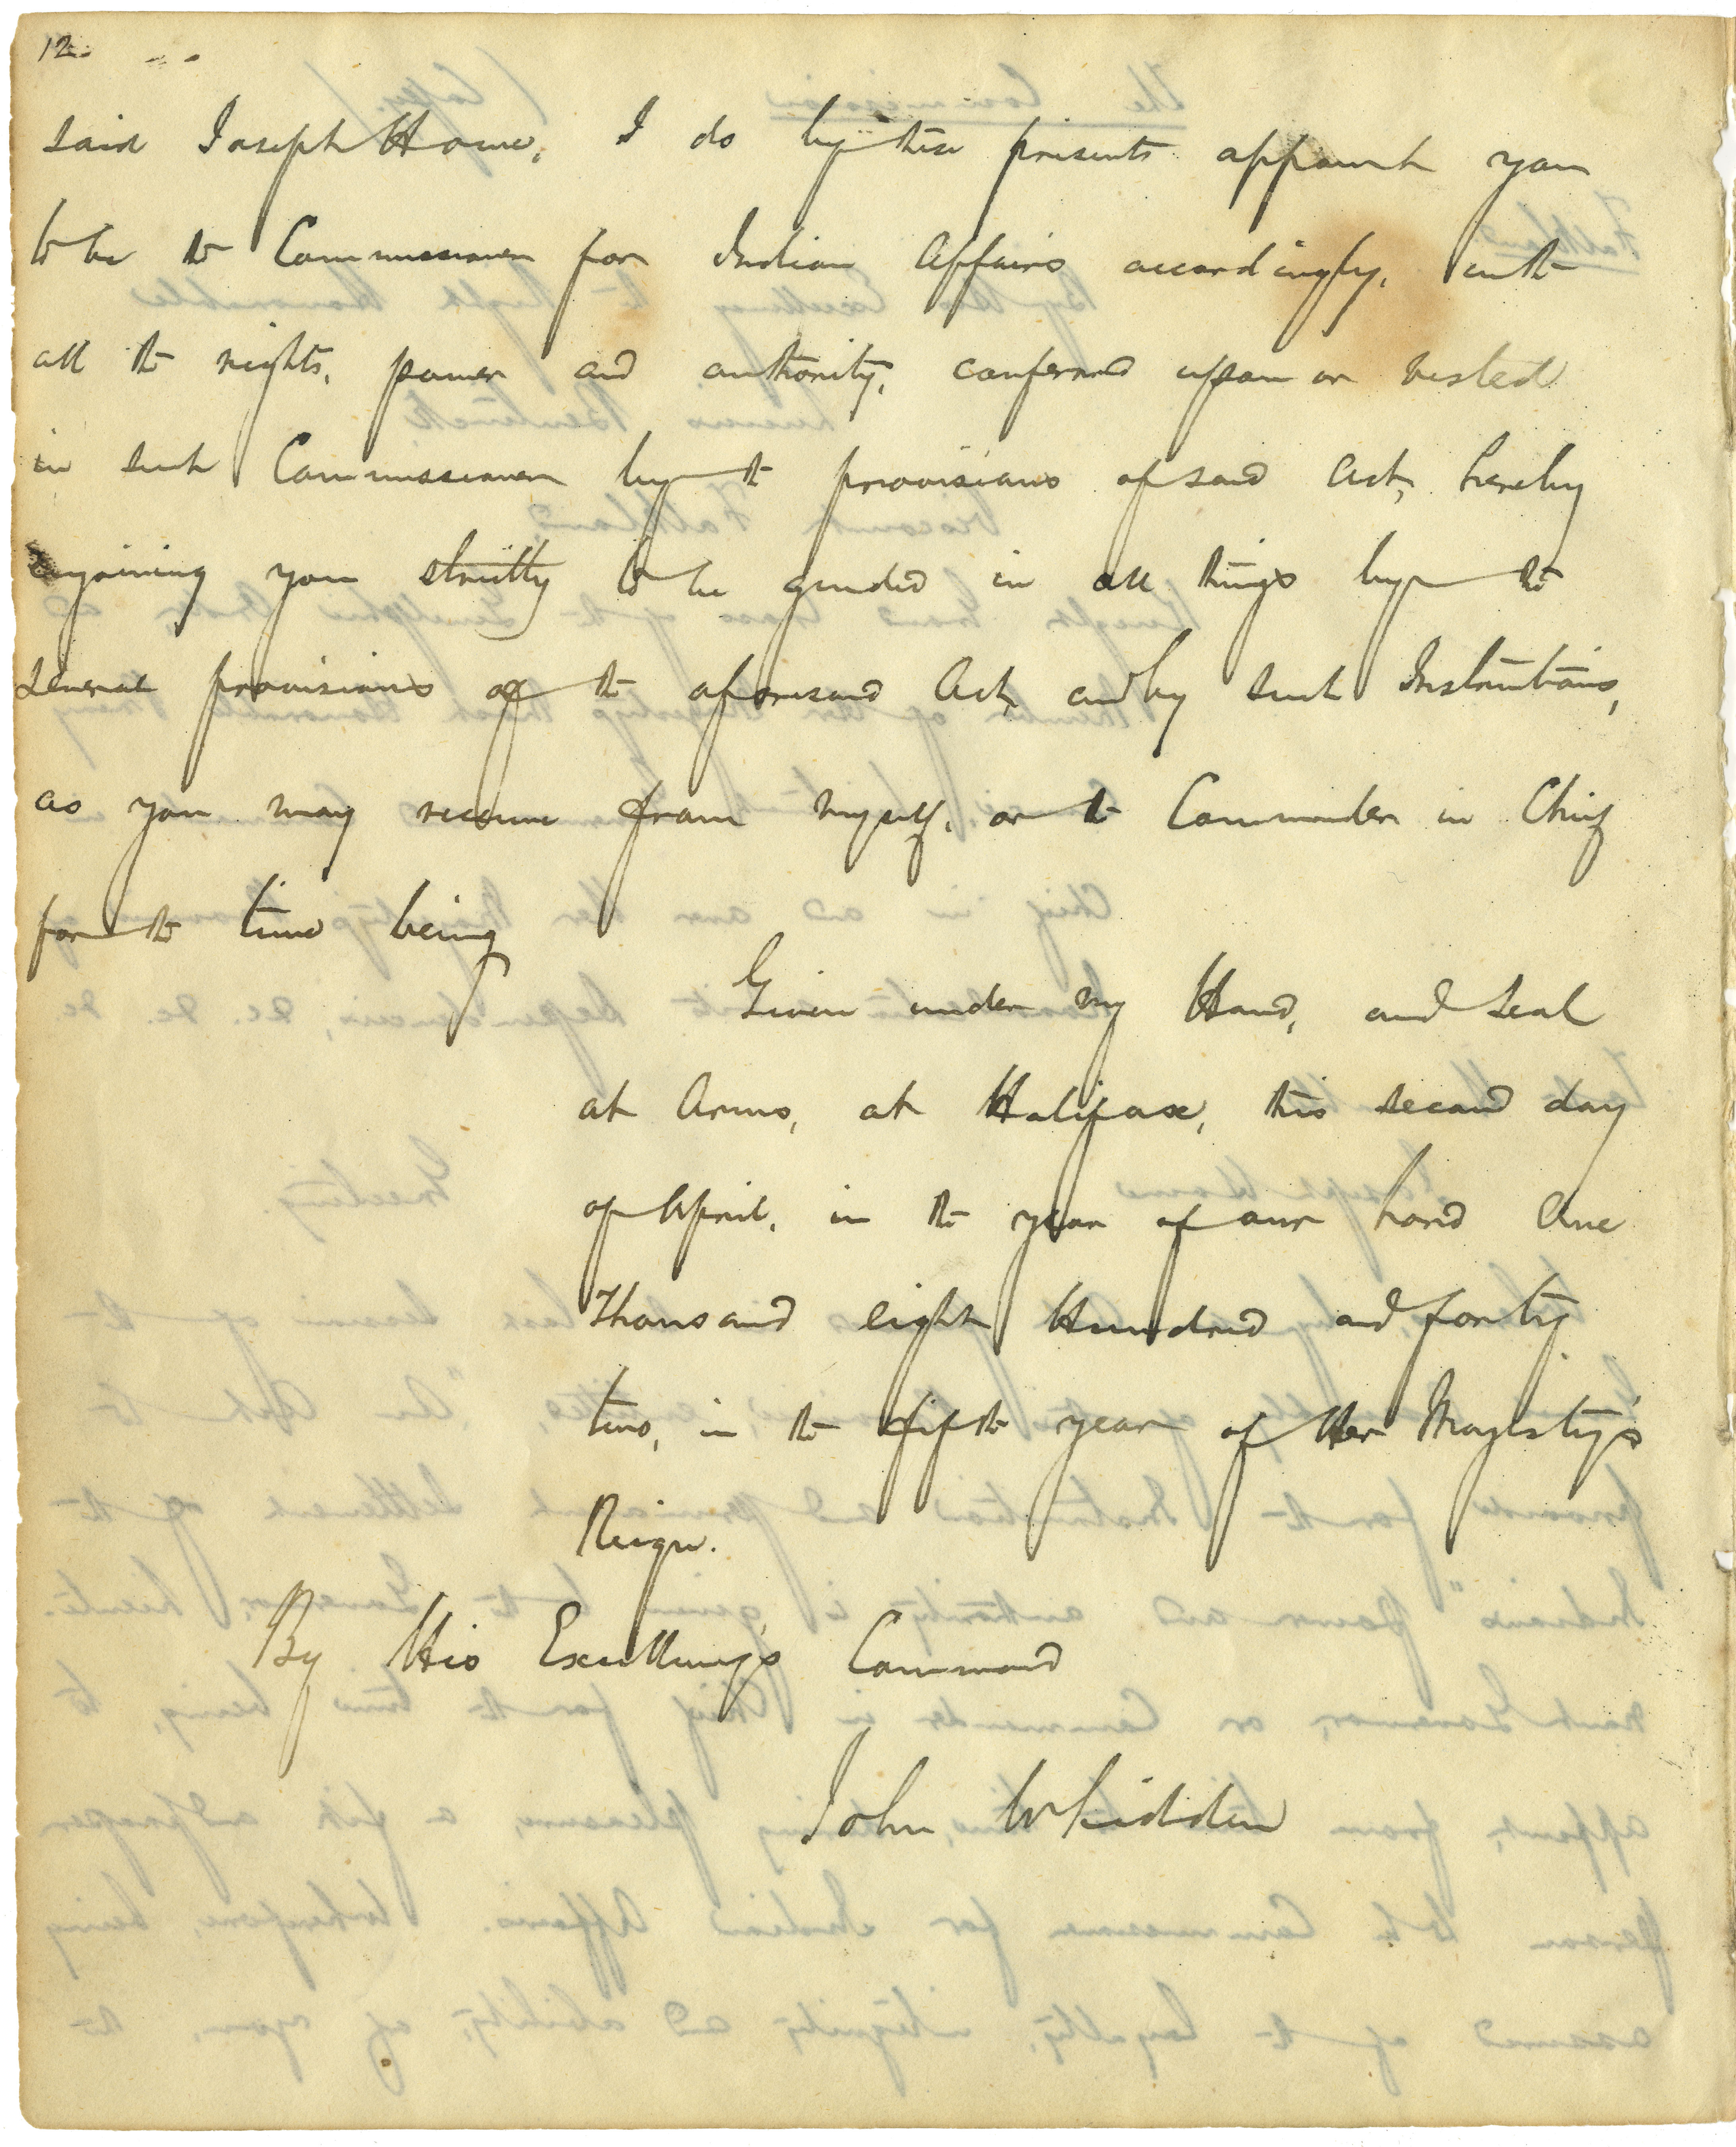 12.
said Joseph Howe, I do by these presents appoint you
to be the Commissioner for Indian Affairs accordingly, with
all the rights, power and authority, conferred upon or vested
in such Commissioner by the provisions of said Act, hereby
enjoining you strictly to be guided in all things by the
several provisions of the aforesaid Act, and by such Instructions,
as you may receive from myself, or the Commander in Chief
for the time being
Given under my Hand, and Seal
at Arms, at Halifax, this second day
of April, in the year of our Lord One
Thousand eight Hundred and forty
two, in the fifth year of Her Majesty's
Reign.
By His Excellency's Command
John Whidden